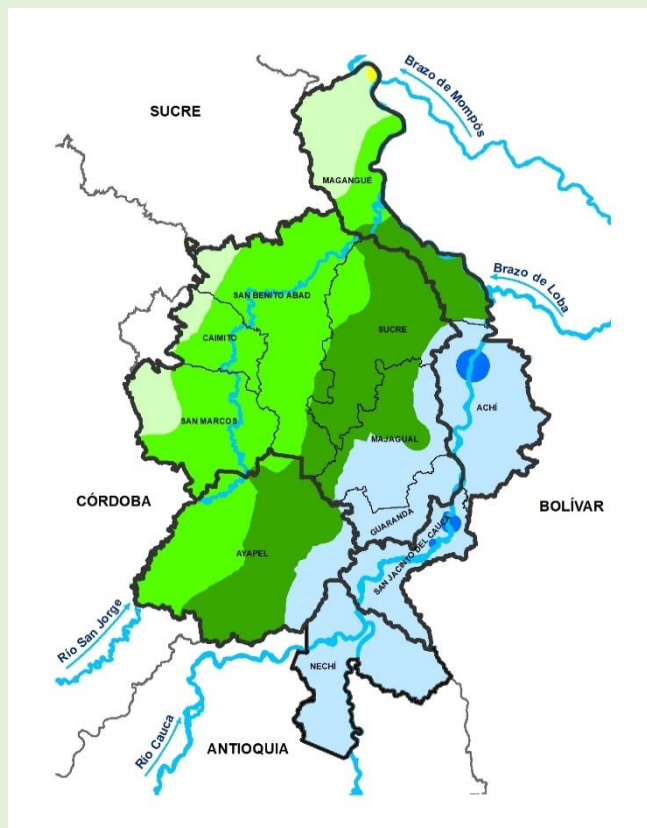 Brazo de Mompós
SUCRE
MAGANGUÉ
Brazo de Loba
SAN BENITO ABAD
SUCRE
CAIMITO
ACHÍ
SAN MARCOS
MAJAGUAL
CÓRDOBA
BOLÍVAR
GUARANDA
AYAPEL
SAN JACINTO DEL CAUCA
Río San Jorge
NECHÍ
Río Cauca
ANTIOQUIA